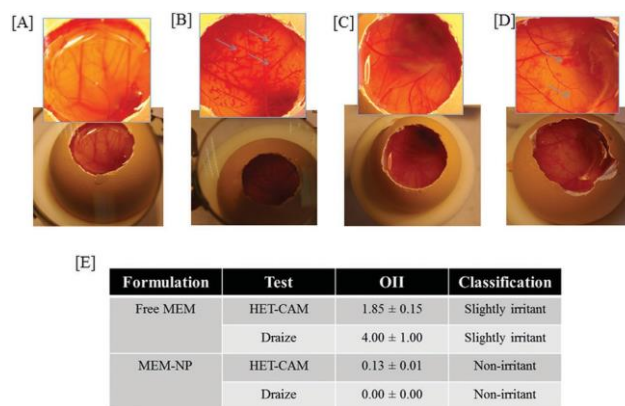 [A]
[B]
[C]
[D]
[E]
Formulation Test OII Classification
Free MEM HET-CAM 1.85 ± 0.15 Slightly irritant
Draize 4.00 ± 1.00 Slightly irritant
MEM-NP HET-CAM 0.13 ± 0.01 Non-irritant
Draize 0.00 ± 0.00 Non-irritant